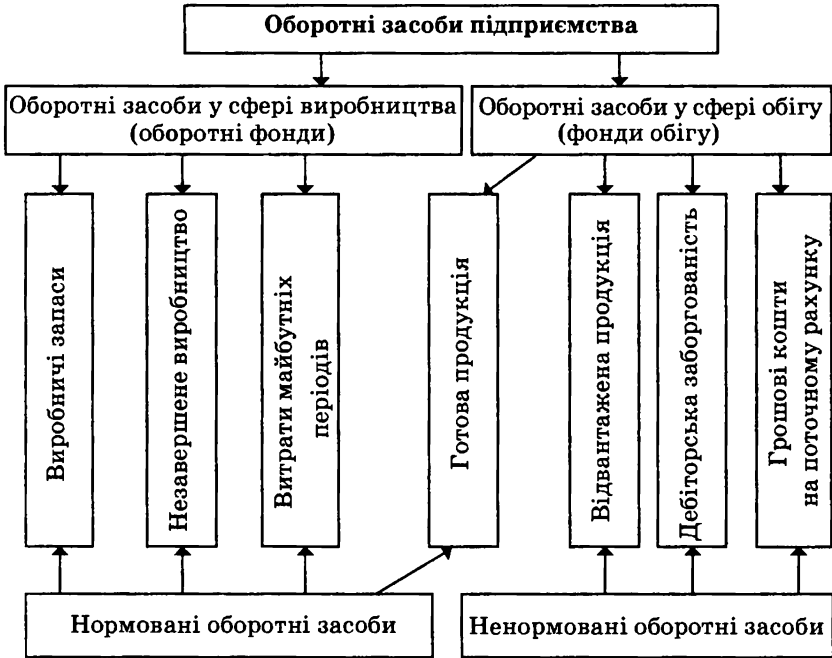 Оборотні засоби підприємства
Оборотні засоби у сфері виробництва
(оборотні фонди)
Оборотні засоби у сфері обігу
(фонди обігу)
Виробничі запаси
Незавершене виробництво
Витрати майбутніх
періодів
Готова продукція
Відвантажена продукція
Дебіторська заборгованість
Грошові кошти
на поточному рахунку
Нормовані оборотні засоби
Ненормовані оборотні засоби